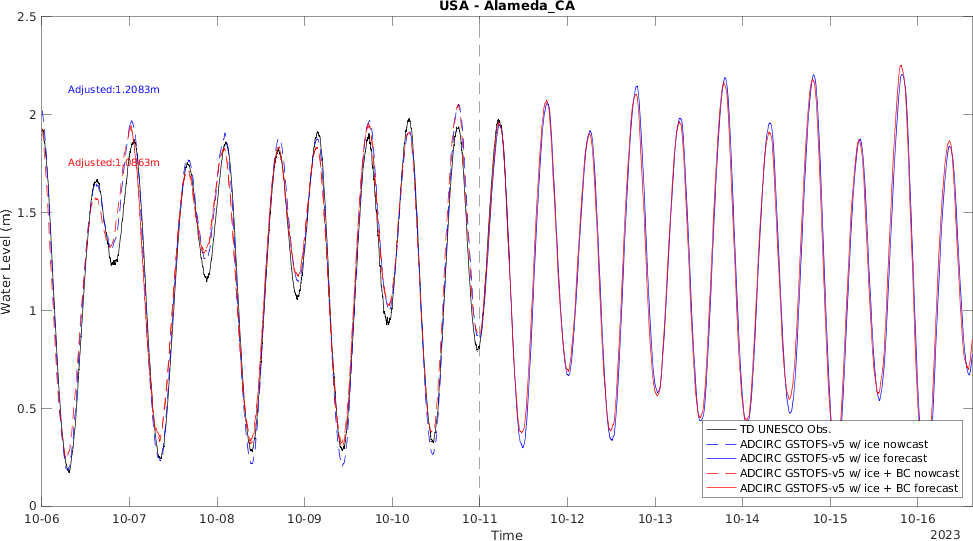 USA - Alameda_CA
2.5
2
1.5
1
0.5
0
Water Level (m)
Adjusted:1.2083m
Adjusted:1.0863m
TD UNESCO Obs.
ADCIRC GSTOFS-v5 w/ ice nowcast
ADCIRC GSTOFS-v5 w/ ice forecast
ADCIRC GSTOFS-v5 w/ ice + BC nowcast
ADCIRC GSTOFS-v5 w/ ice + BC forecast
10-06 10-07 10-08 10-09 10-10 10-11 10-12 10-13 10-14 10-15 10-16
Time
2023